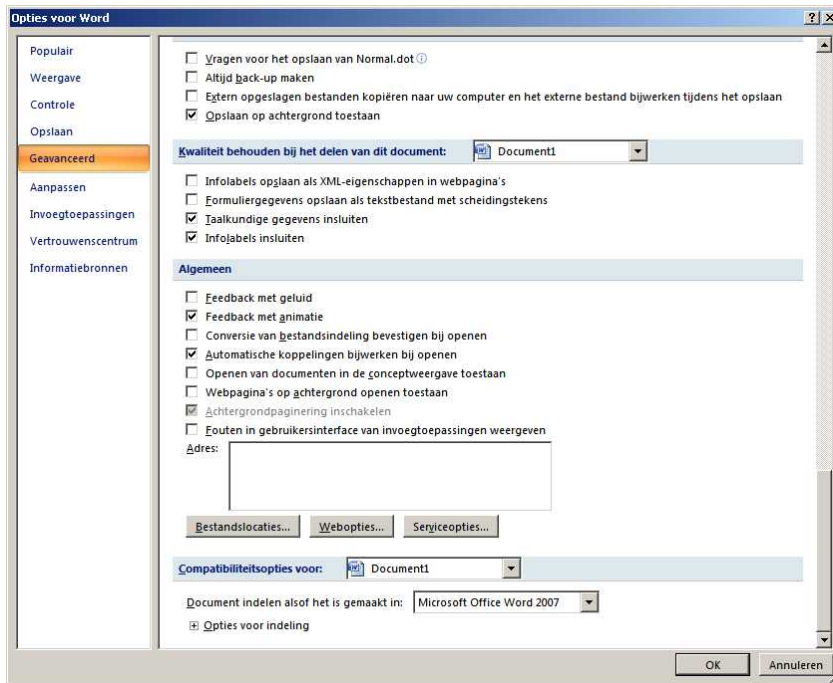 Opties voor Word
Populair
Weergave
Controle
Opslaan
Geavanceerd
Aanpassen
Invoegtoepassingen
Vertrouwenscentrum
Informatiebronnen
Vragen voor het opslaan van Normal.dot
Altijd back-up maken
Extern opgeslagen bestanden kopiëren naar uw computer en het externe bestand bijwerken tijdens het opslaan
Opslaan op achtergrond toestaan
Kwaliteit behouden bij het delen van dit document: Document1
Infolabels opslaan als XML-eigenschappen in webpagina's
Formuliergegevens opslaan als tekstbestand met scheidingstekens
Taalkundige gegevens insluiten
Infolabels insluiten
Algemeen
Feedback met geluid
Feedback met animatie
Conversie van bestandsindeling bevestigen bij openen
Automatische koppelingen bijwerken bij openen
Openen van documenten in de conceptweergave toestaan
Webpagina's op achtergrond openen toestaan
Achtergrondpaginering inschakelen
Fouten in gebruikersinterface van invoegtoepassingen weergeven
Adres:
Bestandslocaties... Webopties... Serviceopties...
Compatibiliteitsopties voor: Document1
Document indelen alsof het is gemaakt in: Microsoft Office Word 2007
Opties voor indeling
OK Annuleren